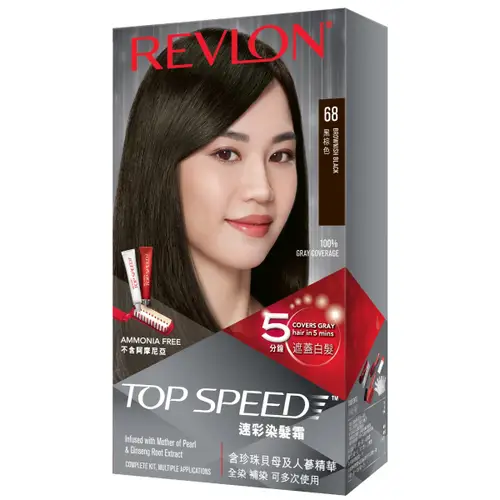 REVLON®
68
BROWNISH BLACK
黑棕色
100%
GRAY COVERAGE
AMMONIA FREE
不含阿摩尼亞
5
分鐘
COVERS GRAY
hair in 5 mins
遮蓋白髮
TOP SPEED™
速彩染髮霜
Infused with Mother of Pearl
& Ginseng Root Extract
COMPLETE KIT, MULTIPLE APPLICATIONS
含珍珠貝母及人蔘精華
全染 補染 可多次使用